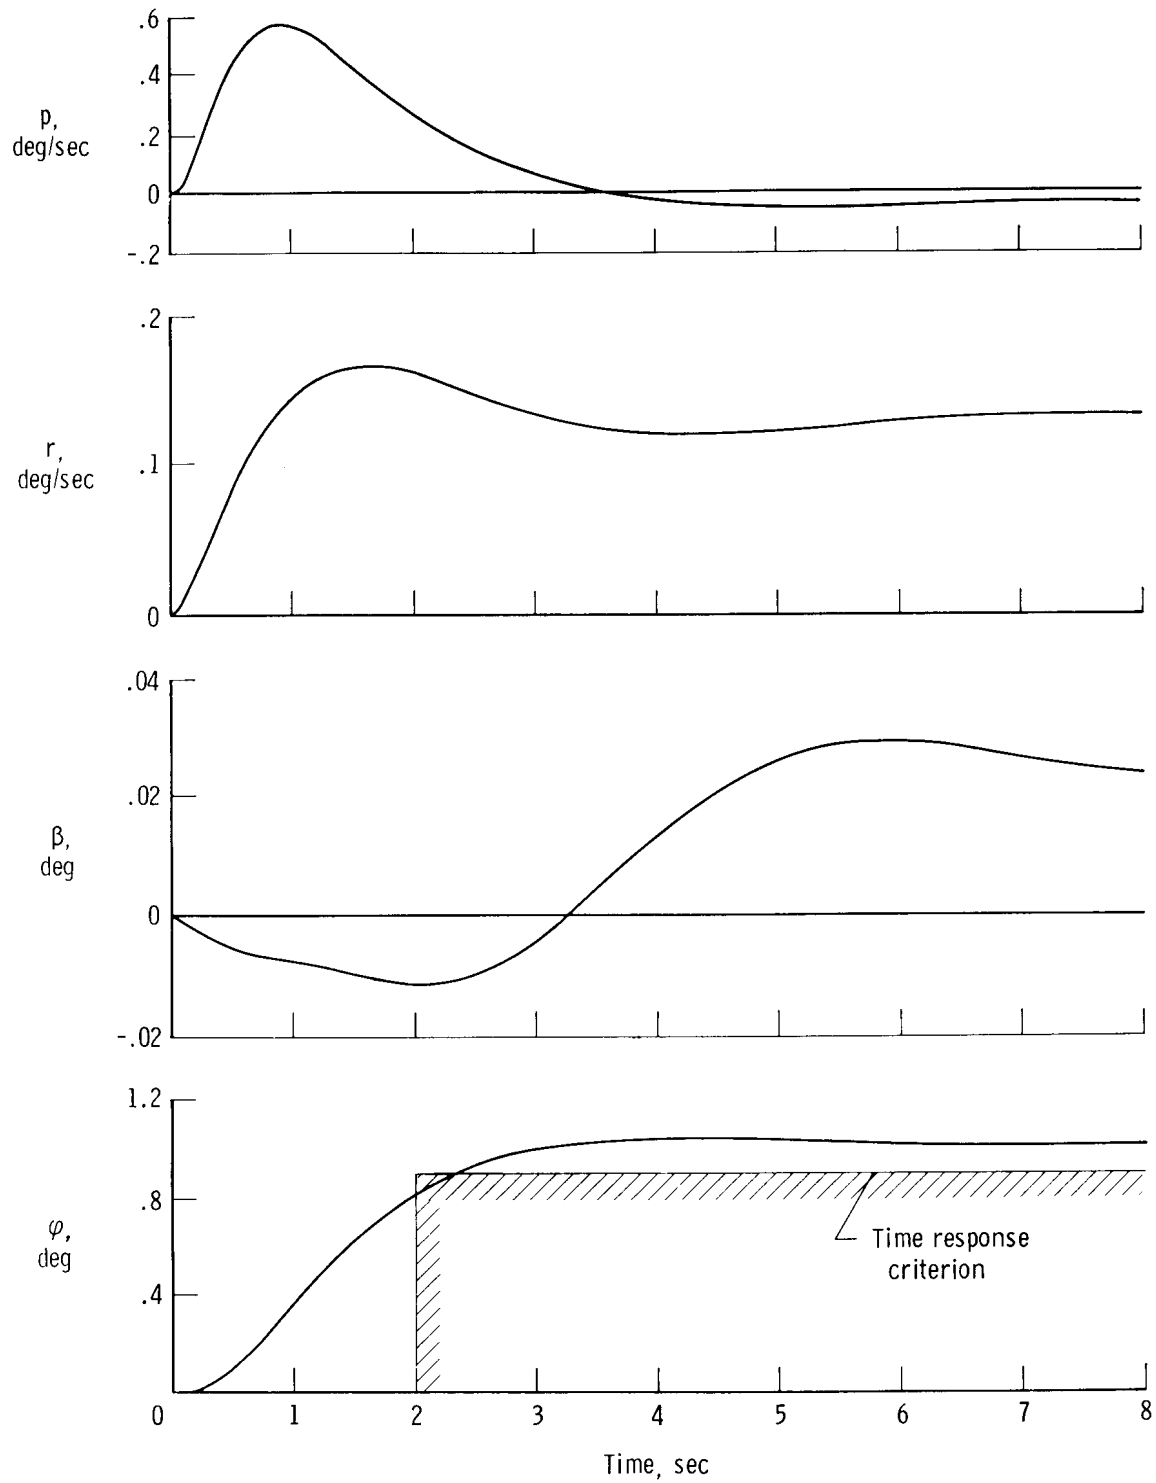 .6
.4
p,
deg/sec
.2
0
-.2
.2
r,
deg/sec
.1
0
.04
.02
β,
deg
0
-.02
1.2
.8
φ,
deg
.4
Time response
criterion
0 1 2 3 4 5 6 7 8
Time, sec